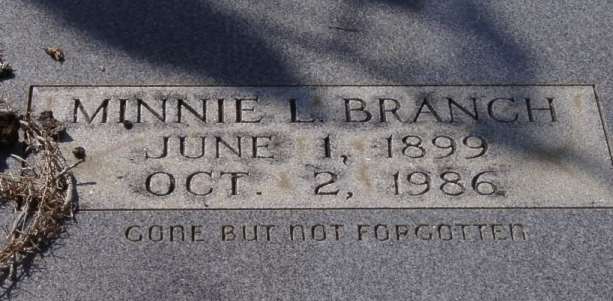 MINNIE L. BRANCH
JUNE 1, 1899
OCT. 2, 1986
GONE BUT NOT FORGOTTEN